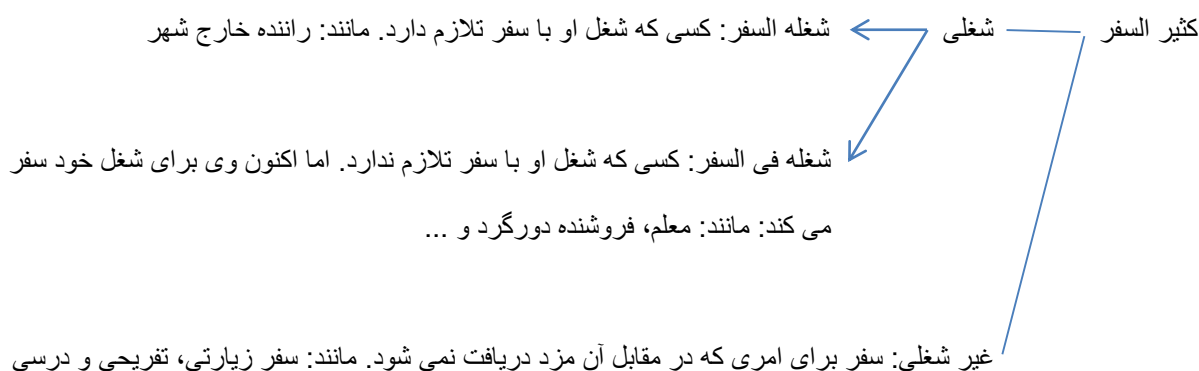 كثير السفر شغلی شغله السفر: کسی که شغل او با سفر تلازم دارد. مانند: راننده خارج شهر
شغله فی السفر: کسی که شغل او با سفر تلازم ندارد. اما اکنون وی برای شغل خود سفر
می کند: مانند: معلم، فروشنده دورگرد و ...
غیر شغلی: سفر برای امری که در مقابل آن مزد دریافت نمی شود. مانند: سفر زیارتی، تفریحی و درسی